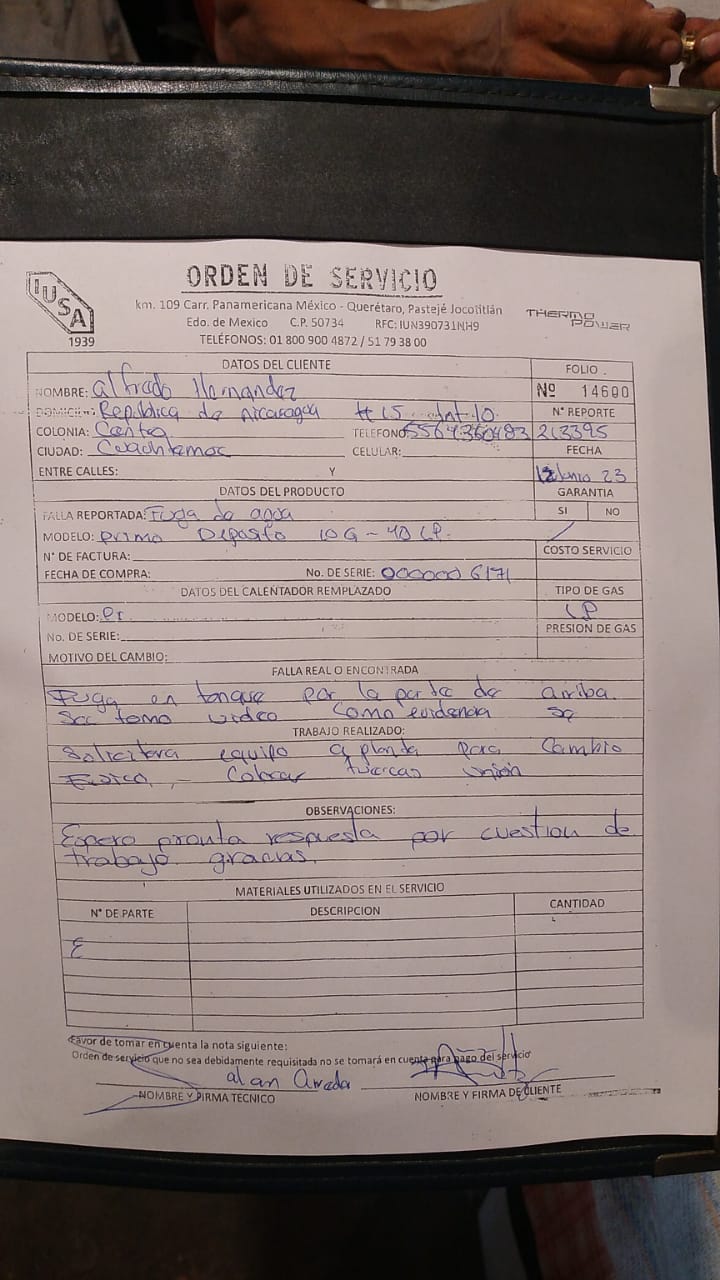 IUSA
1939
ORDEN DE SERVICIO
km. 109 Carr. Panamericana México - Querétaro, Pastejé Jocotitlán
Edo. de Mexico C.P. 50734 RFC: IUN390731NH9
TELÉFONOS: 01 800 900 4872 / 51 79 38 00
THERMO POWER
DATOS DEL CLIENTE
FOLIO
NOMBRE: alfredo Hernandez
Nº 14600
DOMICILIO: Republica de nicaragua #15 Int 10.
N° REPORTE
COLONIA: Centro
TELEFONO:
213395
CIUDAD: Cuauhtemoc
CELULAR:
FECHA
ENTRE CALLES: Y
12 Junio 23
DATOS DEL PRODUCTO
GARANTIA
FALLA REPORTADA: Fuga de agua
SI NO
MODELO: Primo Deposito 10 G-40 LP.
N° DE FACTURA:
COSTO SERVICIO
FECHA DE COMPRA: No. DE SERIE: 000000 6171
DATOS DEL CALENTADOR REMPLAZADO
TIPO DE GAS
MODELO: Pr
LP
No. DE SERIE:
PRESION DE GAS
MOTIVO DEL CAMBIO:
FALLA REAL O ENCONTRADA
Fuga en tanque por la parte de arriba.
See tomo video como evidencia se
TRABAJO REALIZADO:
Solicitara equipo a planta para Cambio
Fisico, - Colocar tuercas union
OBSERVACIONES:
Espero pronta respuesta por cuestion de
trabajo gracias.
MATERIALES UTILIZADOS EN EL SERVICIO
N° DE PARTE DESCRIPCION CANTIDAD
Favor de tomar en cuenta la nota siguiente:
Orden de servicio que no sea debidamente requisitada no se tomará en cuenta para pago del servicio
alan
NOMBRE Y FIRMA TECNICO NOMBRE Y FIRMA DE CLIENTE